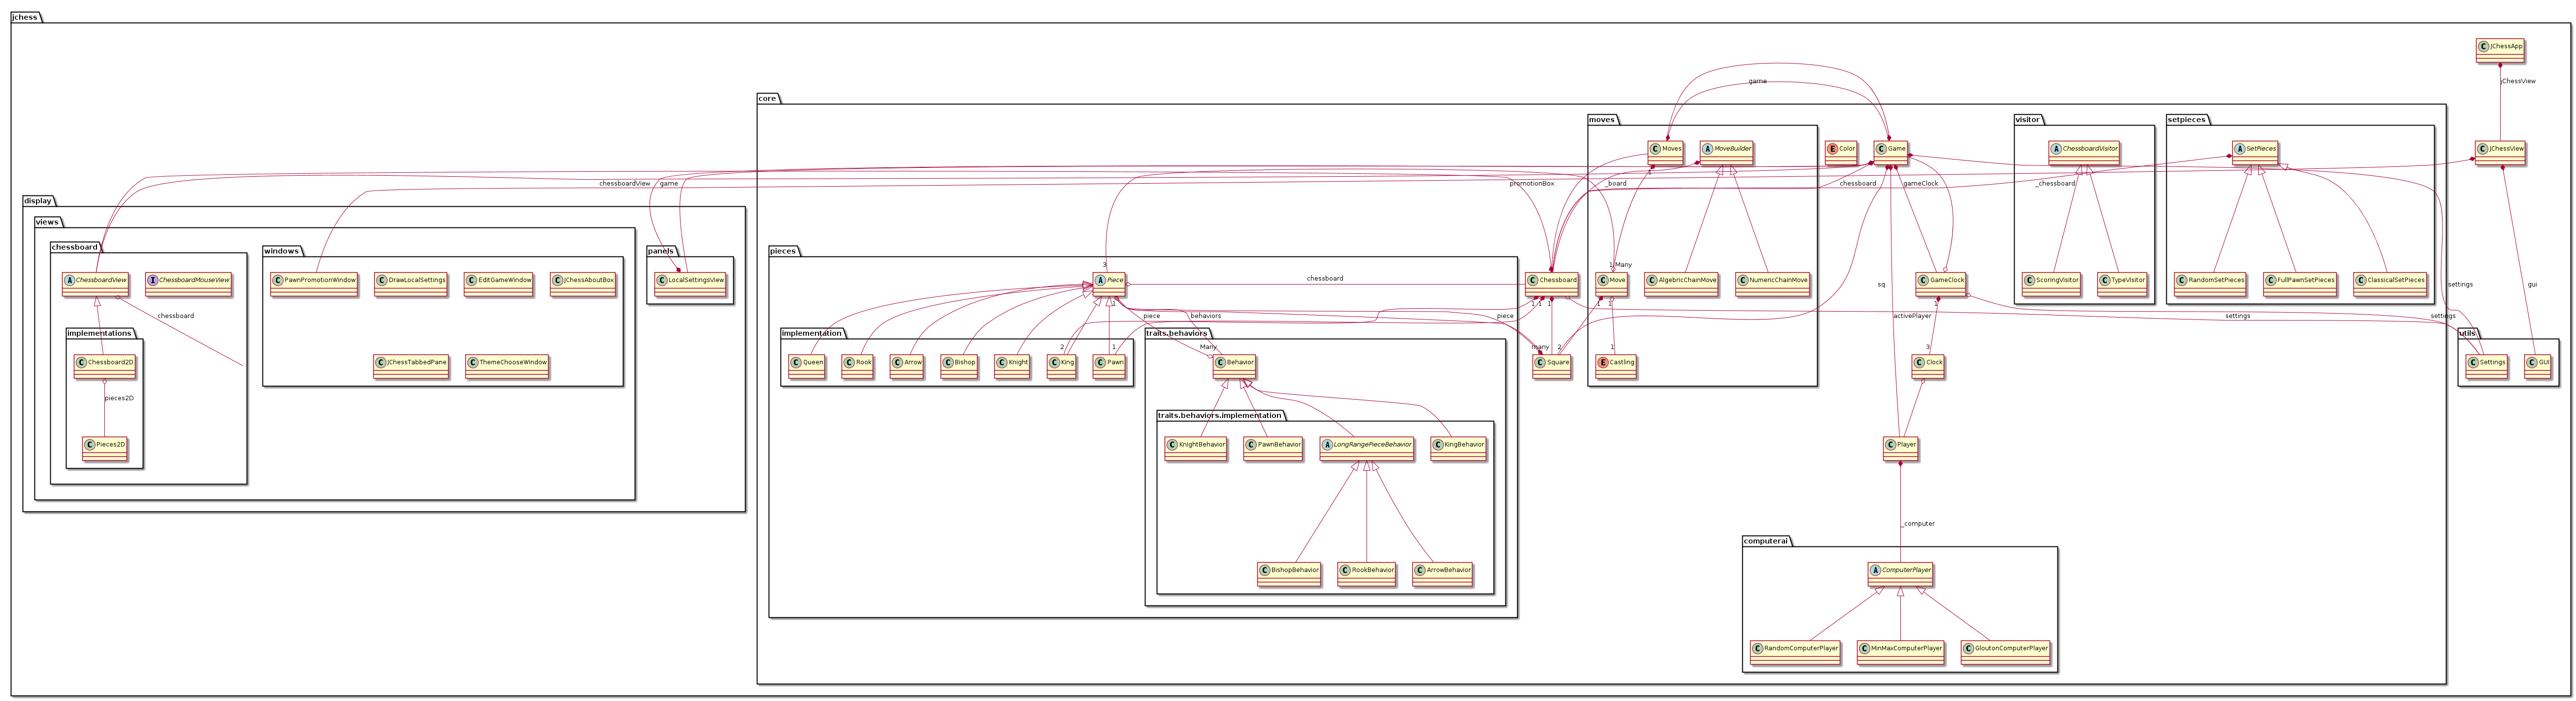 jchess
JChessApp
jChessView
game
core
moves
visitor
setpieces
Moves
MoveBuilder
Color
Game
ChessboardVisitor
SetPieces
JChessView
1
chessboardView
game
promotionBox
_board
chessboard
gameClock
_chessboard
display
views
chessboard
windows
panels
pieces
3
1
Many
ChessboardView
ChessboardMouseView
PawnPromotionWindow
DrawLocalSettings
EditGameWindow
JChessAboutBox
LocalSettingsView
Piece
chessboard
Chessboard
Move
AlgebricChainMove
NumericChainMove
GameClock
ScoringVisitor
TypeVisitor
RandomSetPieces
FullPawnSetPieces
ClassicalSetPieces
sq
settings
gui
1
1
1
1
1
1
1
chessboard
piece
behaviors
piece
activePlayer
settings
settings
implementations
implementation
traits.behaviors
utils
2
1
Many
many
2
1
3
Chessboard2D
JChessTabbedPane
ThemeChooseWindow
Queen
Rook
Arrow
Bishop
Knight
King
Pawn
Behavior
Square
Castling
Clock
Settings
GUI
pieces2D
traits.behaviors.implementation
Pieces2D
KnightBehavior
PawnBehavior
LongRangePieceBehavior
KingBehavior
Player
_computer
computerai
BishopBehavior
RookBehavior
ArrowBehavior
ComputerPlayer
RandomComputerPlayer
MinMaxComputerPlayer
GloutonComputerPlayer